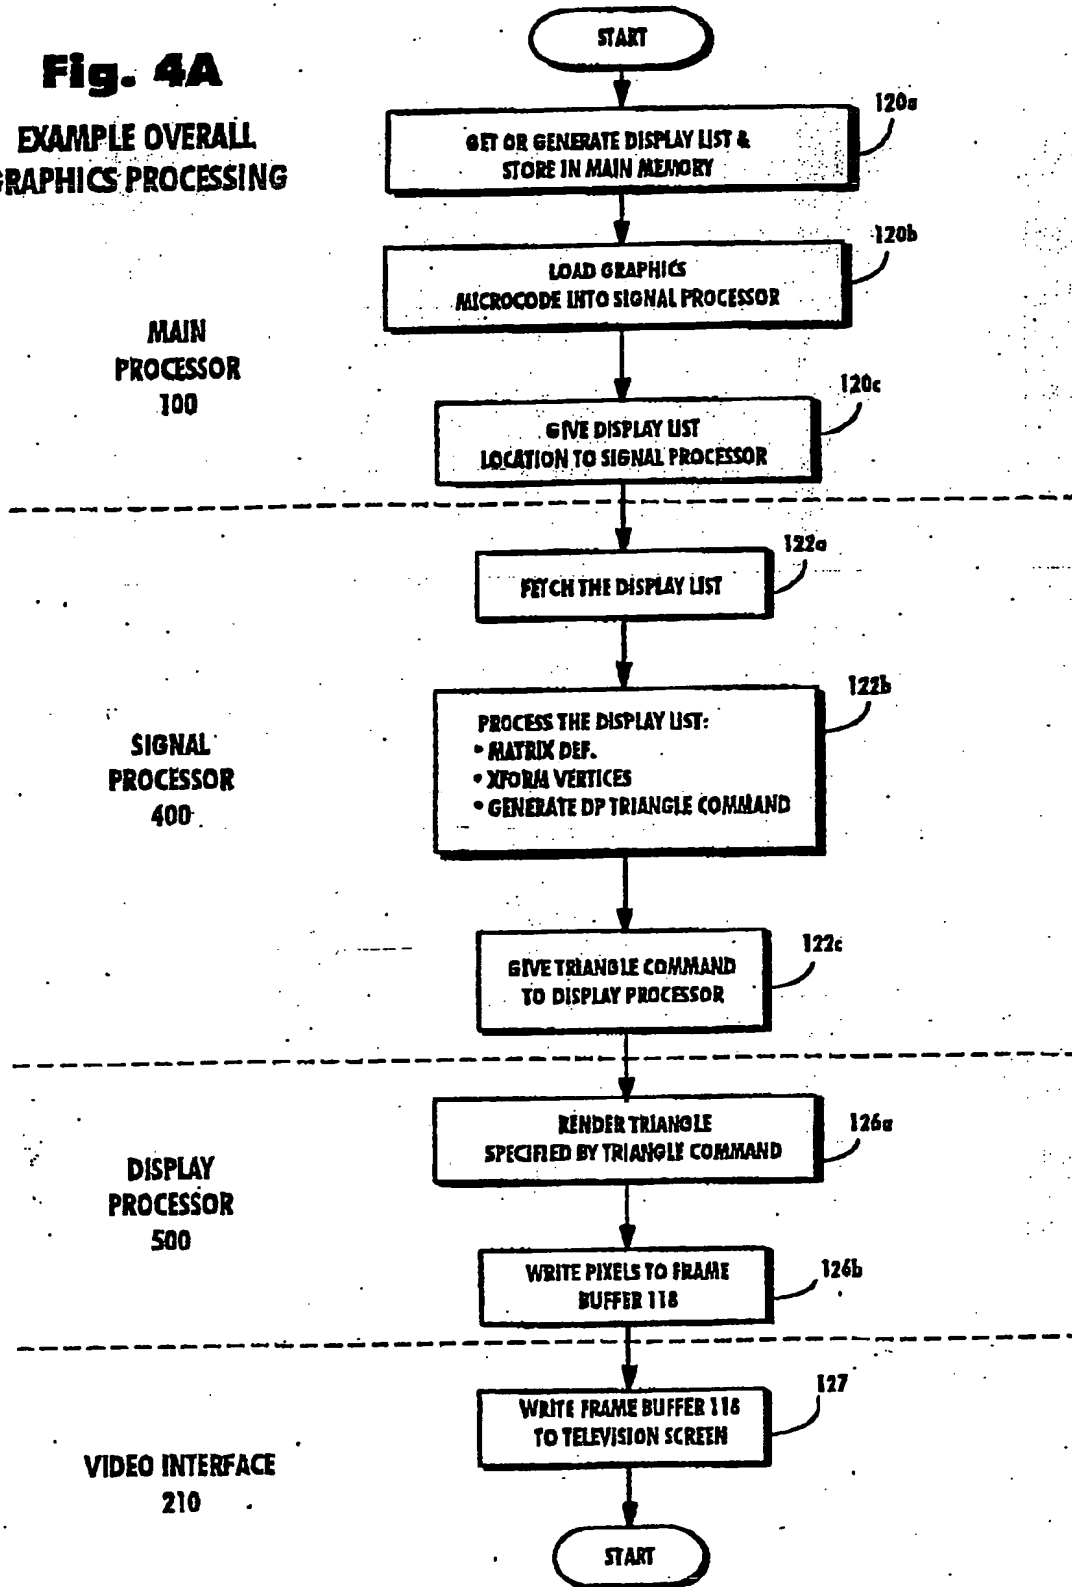 START
Fig. 4A
EXAMPLE OVERALL
GRAPHICS PROCESSING
120a
GET OR GENERATE DISPLAY LIST &
STORE IN MAIN MEMORY
120b
LOAD GRAPHICS
MICROCODE INTO SIGNAL PROCESSOR
MAIN
PROCESSOR
100
120c
GIVE DISPLAY LIST
LOCATION TO SIGNAL PROCESSOR
122a
FETCH THE DISPLAY LIST
SIGNAL
PROCESSOR
400
122b
PROCESS THE DISPLAY LIST:
• MATRIX DEF.
• XFORM VERTICES
• GENERATE DP TRIANGLE COMMAND
122c
GIVE TRIANGLE COMMAND
TO DISPLAY PROCESSOR
DISPLAY
PROCESSOR
500
126a
RENDER TRIANGLE
SPECIFIED BY TRIANGLE COMMAND
126b
WRITE PIXELS TO FRAME
BUFFER 118
127
WRITE FRAME BUFFER 118
TO TELEVISION SCREEN
VIDEO INTERFACE
210
START